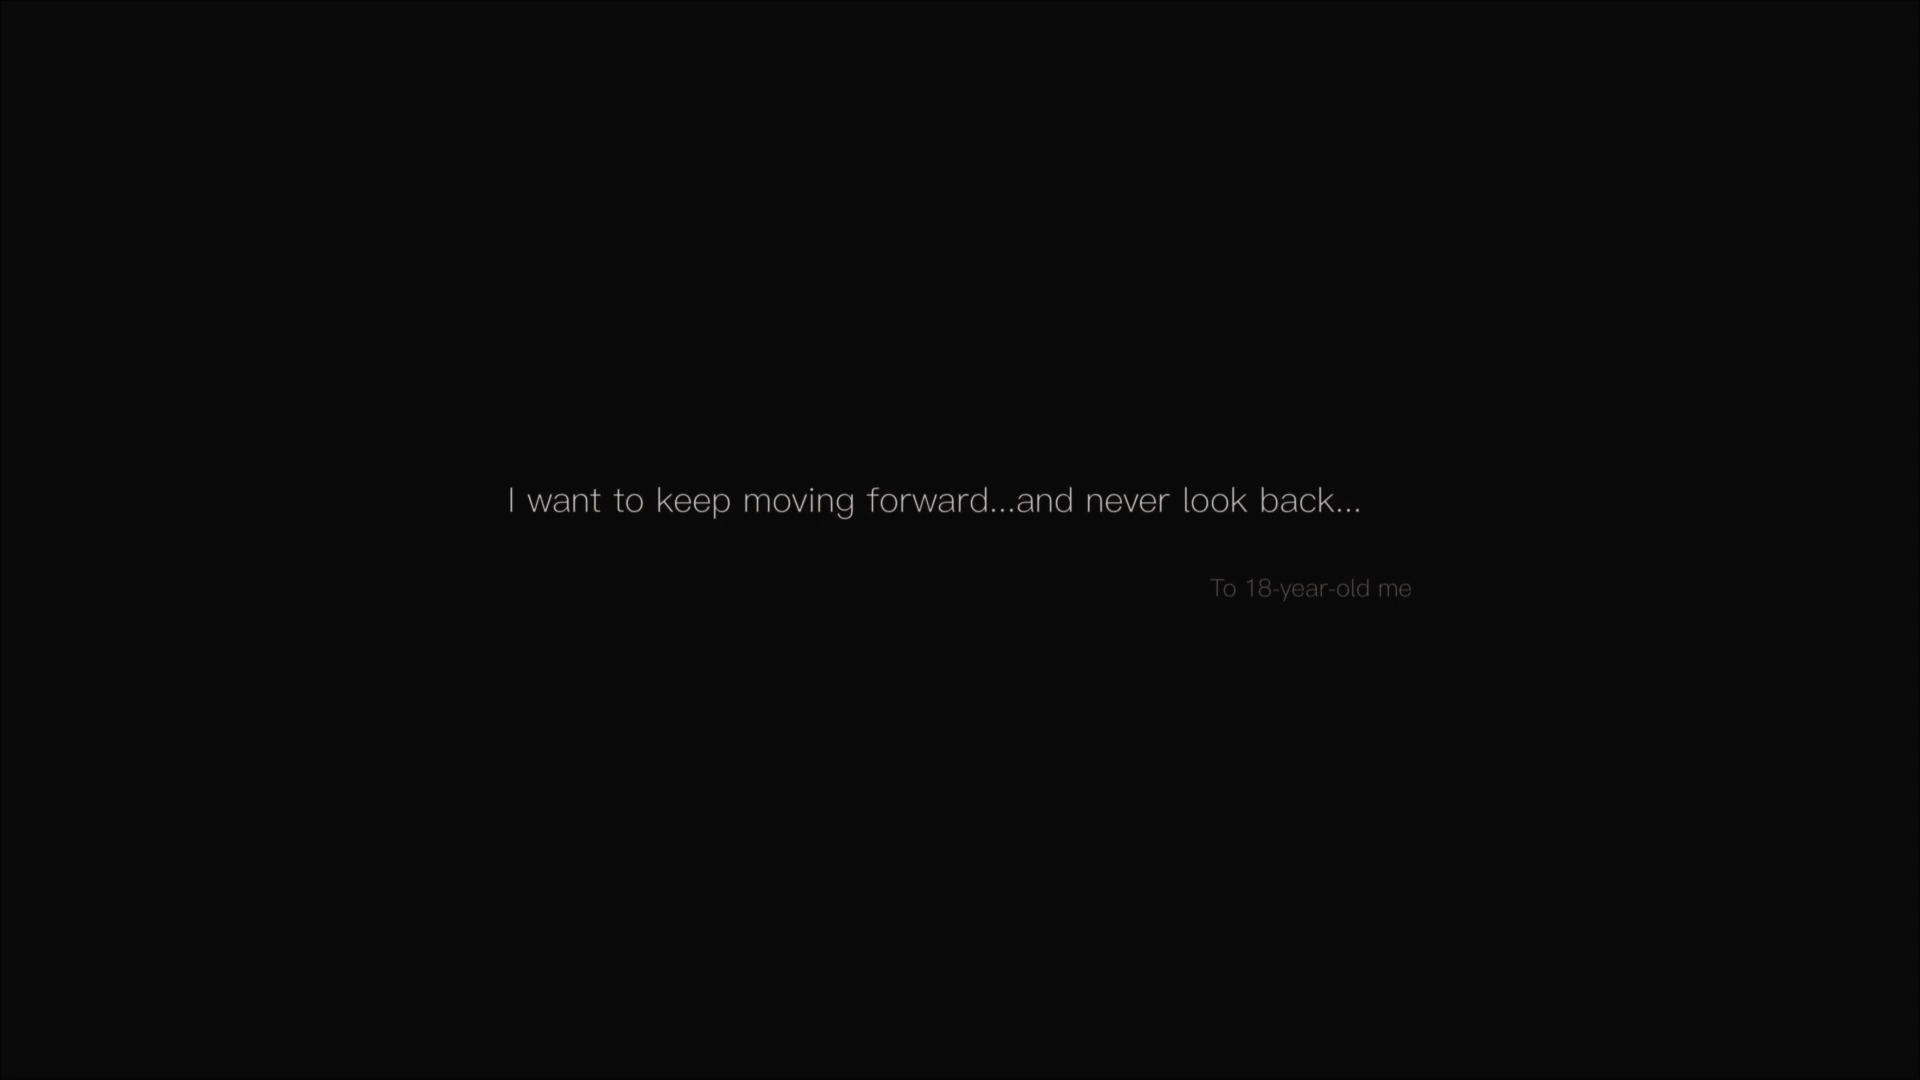 I want to keep moving forward...and never look back...
To 18-year-old me